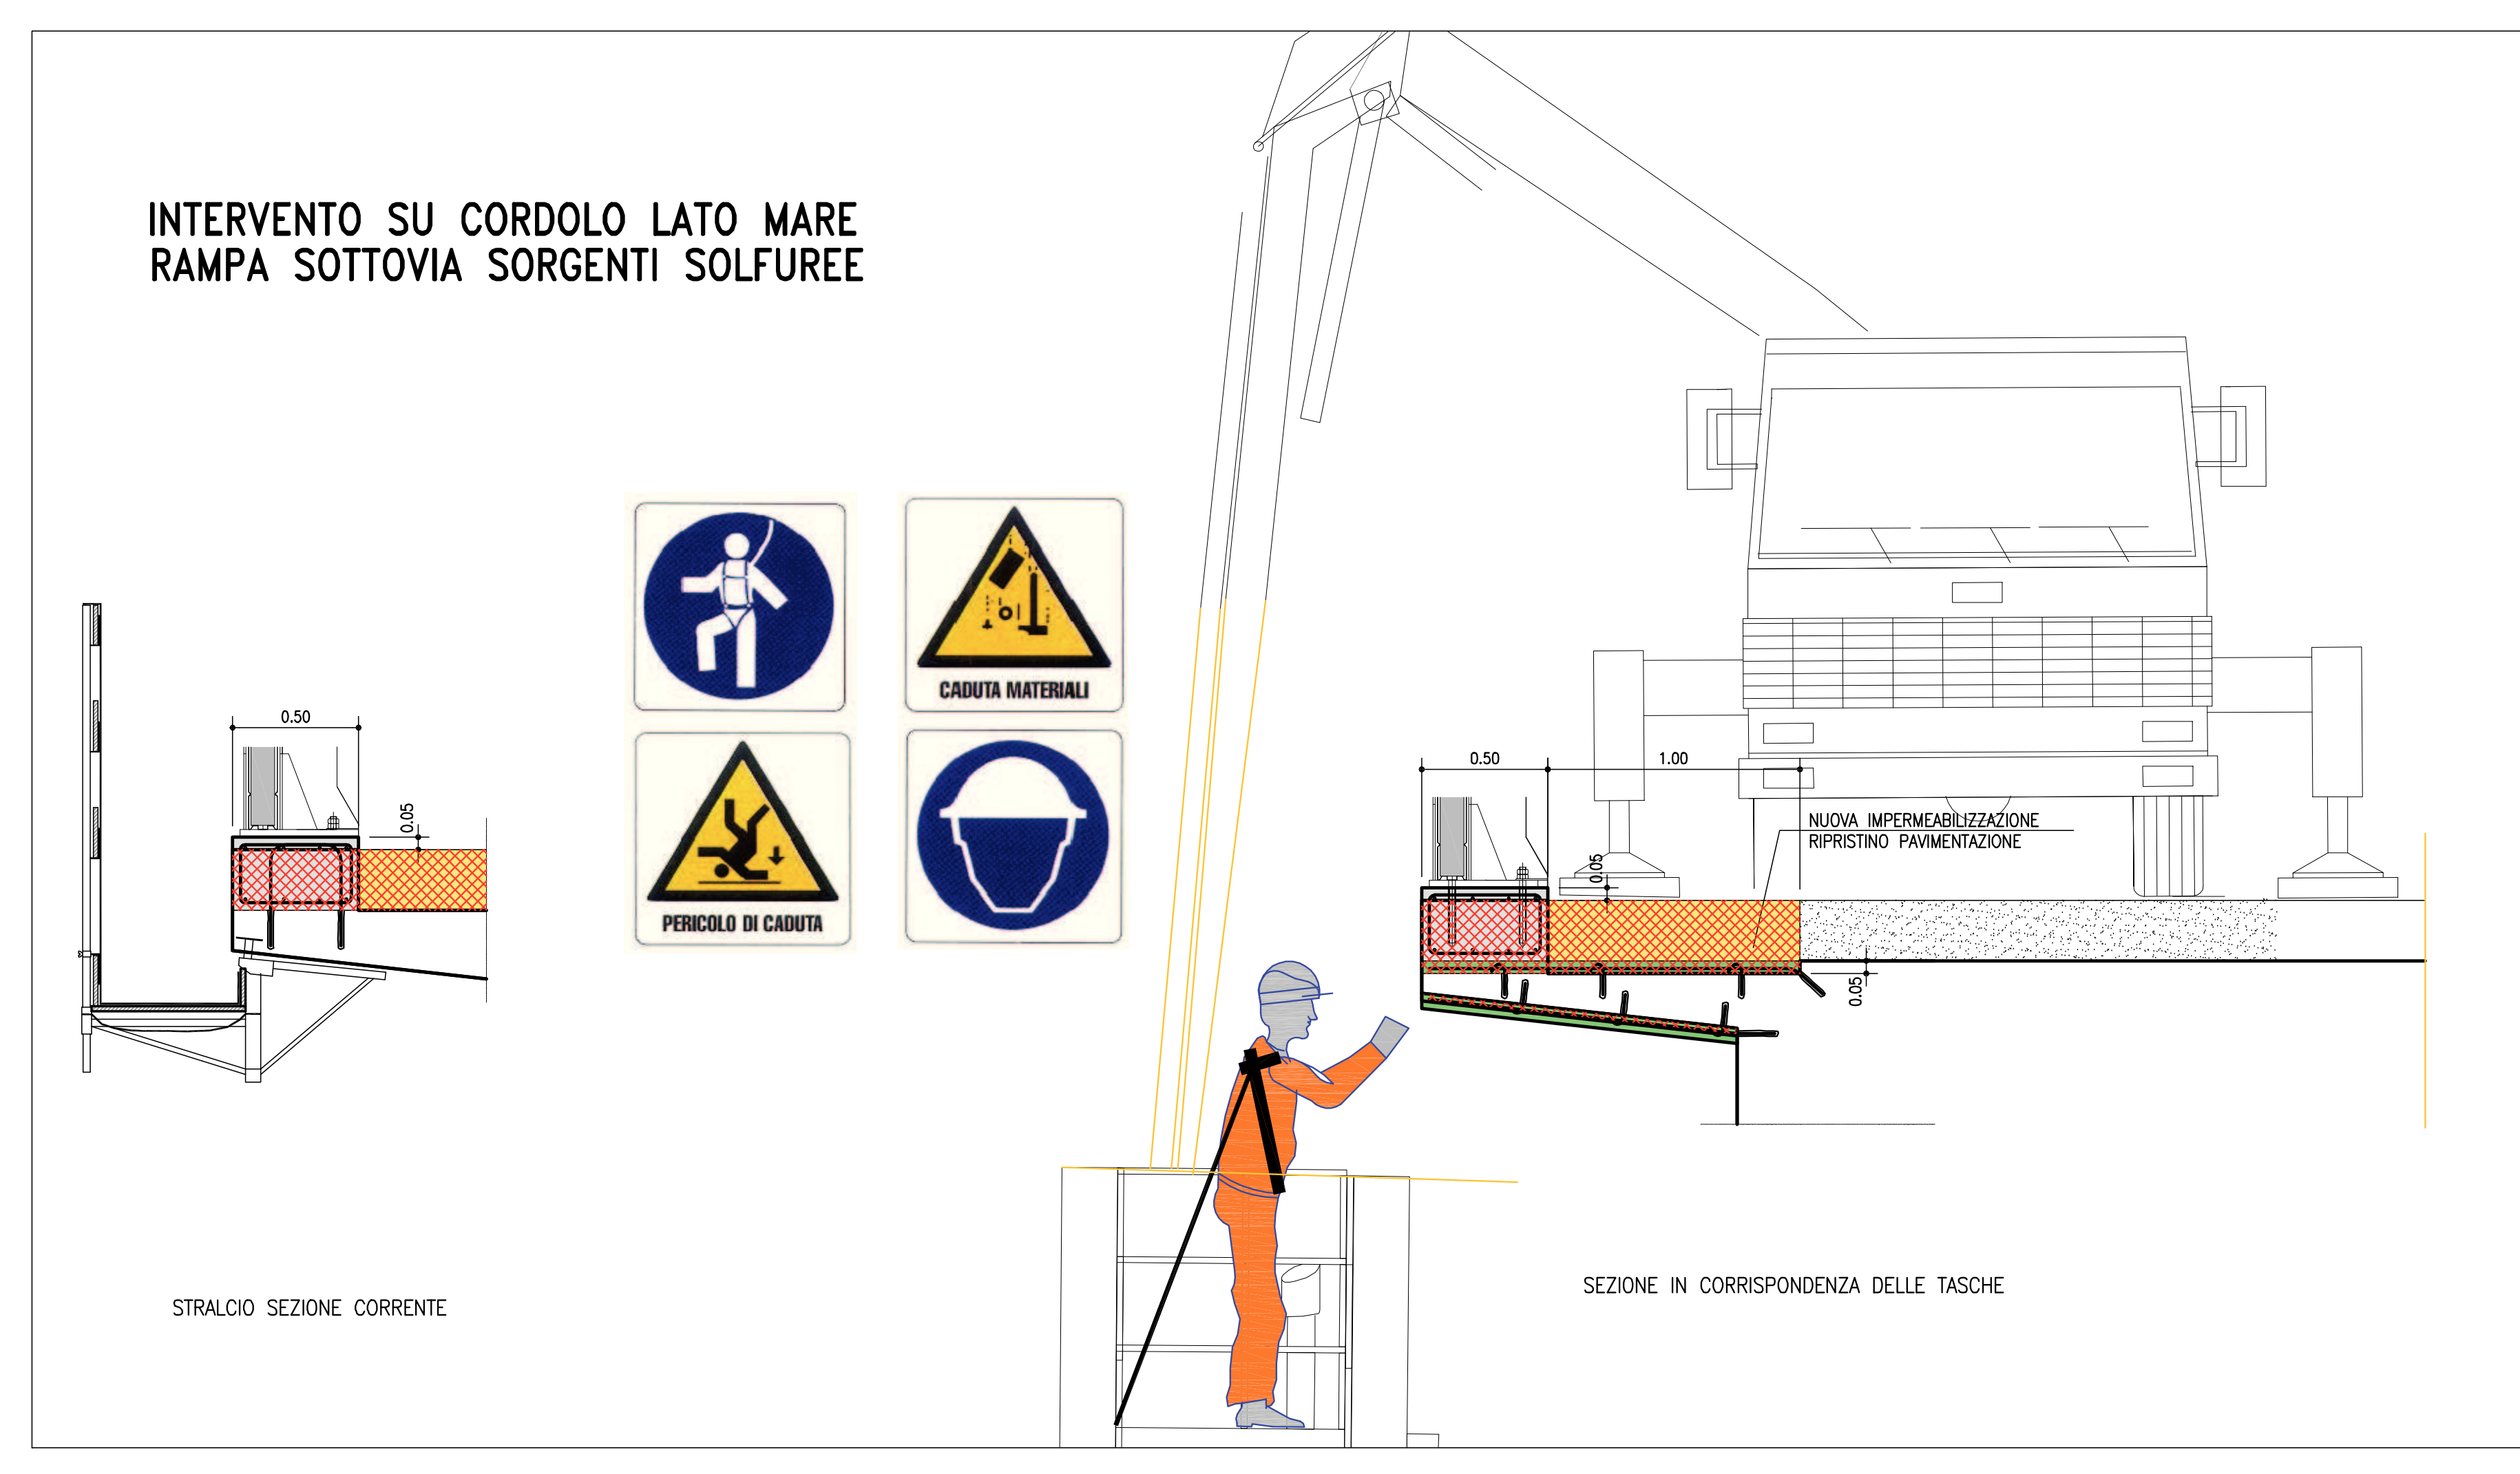 INTERVENTO SU CORDOLO LATO MARE
RAMPA SOTTOVIA SORGENTI SOLFUREE
CADUTA MATERIALI
PERICOLO DI CADUTA
0.50
0.05
0.50
1.00
NUOVA IMPERMEABILIZZAZIONE
RIPRISTINO PAVIMENTAZIONE
0.05
0.05
STRALCIO SEZIONE CORRENTE
SEZIONE IN CORRISPONDENZA DELLE TASCHE